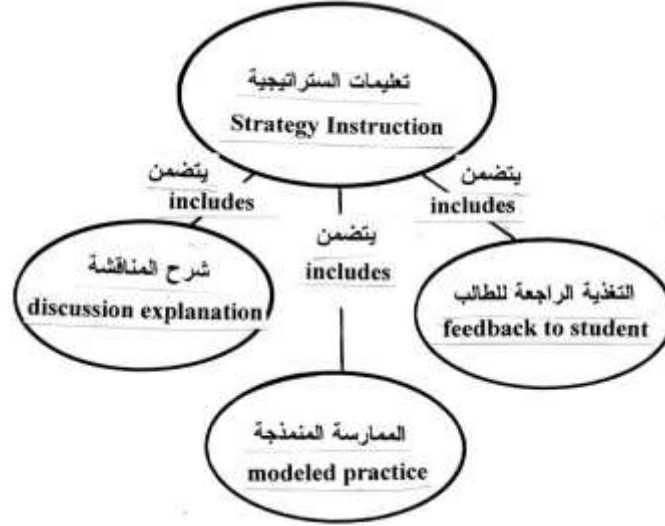 تعليمات الستراتيجية
Strategy Instruction
يتضمن
includes
يتضمن
includes
يتضمن
includes
شرح المناقشة
discussion explanation
التغذية الراجعة للطالب
feedback to student
الممارسة المنمذجة
modeled practice